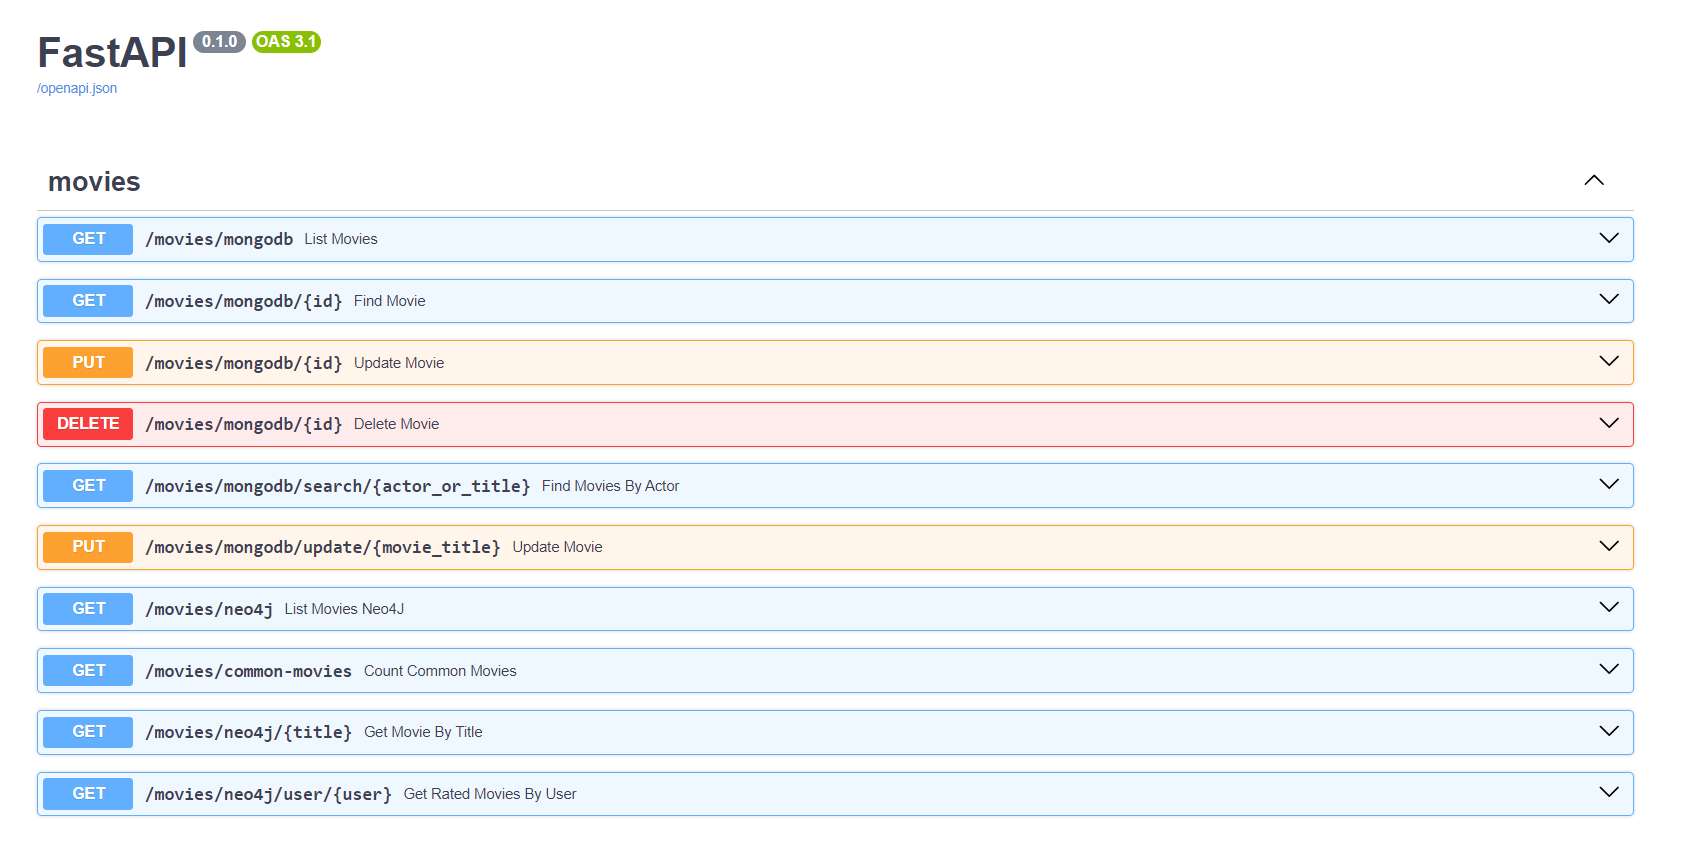 FastAPI 0.1.0 OAS 3.1
/openapi.json
movies
GET /movies/mongodb List Movies
GET /movies/mongodb/{id} Find Movie
PUT /movies/mongodb/{id} Update Movie
DELETE /movies/mongodb/{id} Delete Movie
GET /movies/mongodb/search/{actor_or_title} Find Movies By Actor
PUT /movies/mongodb/update/{movie_title} Update Movie
GET /movies/neo4j List Movies Neo4J
GET /movies/common-movies Count Common Movies
GET /movies/neo4j/{title} Get Movie By Title
GET /movies/neo4j/user/{user} Get Rated Movies By User